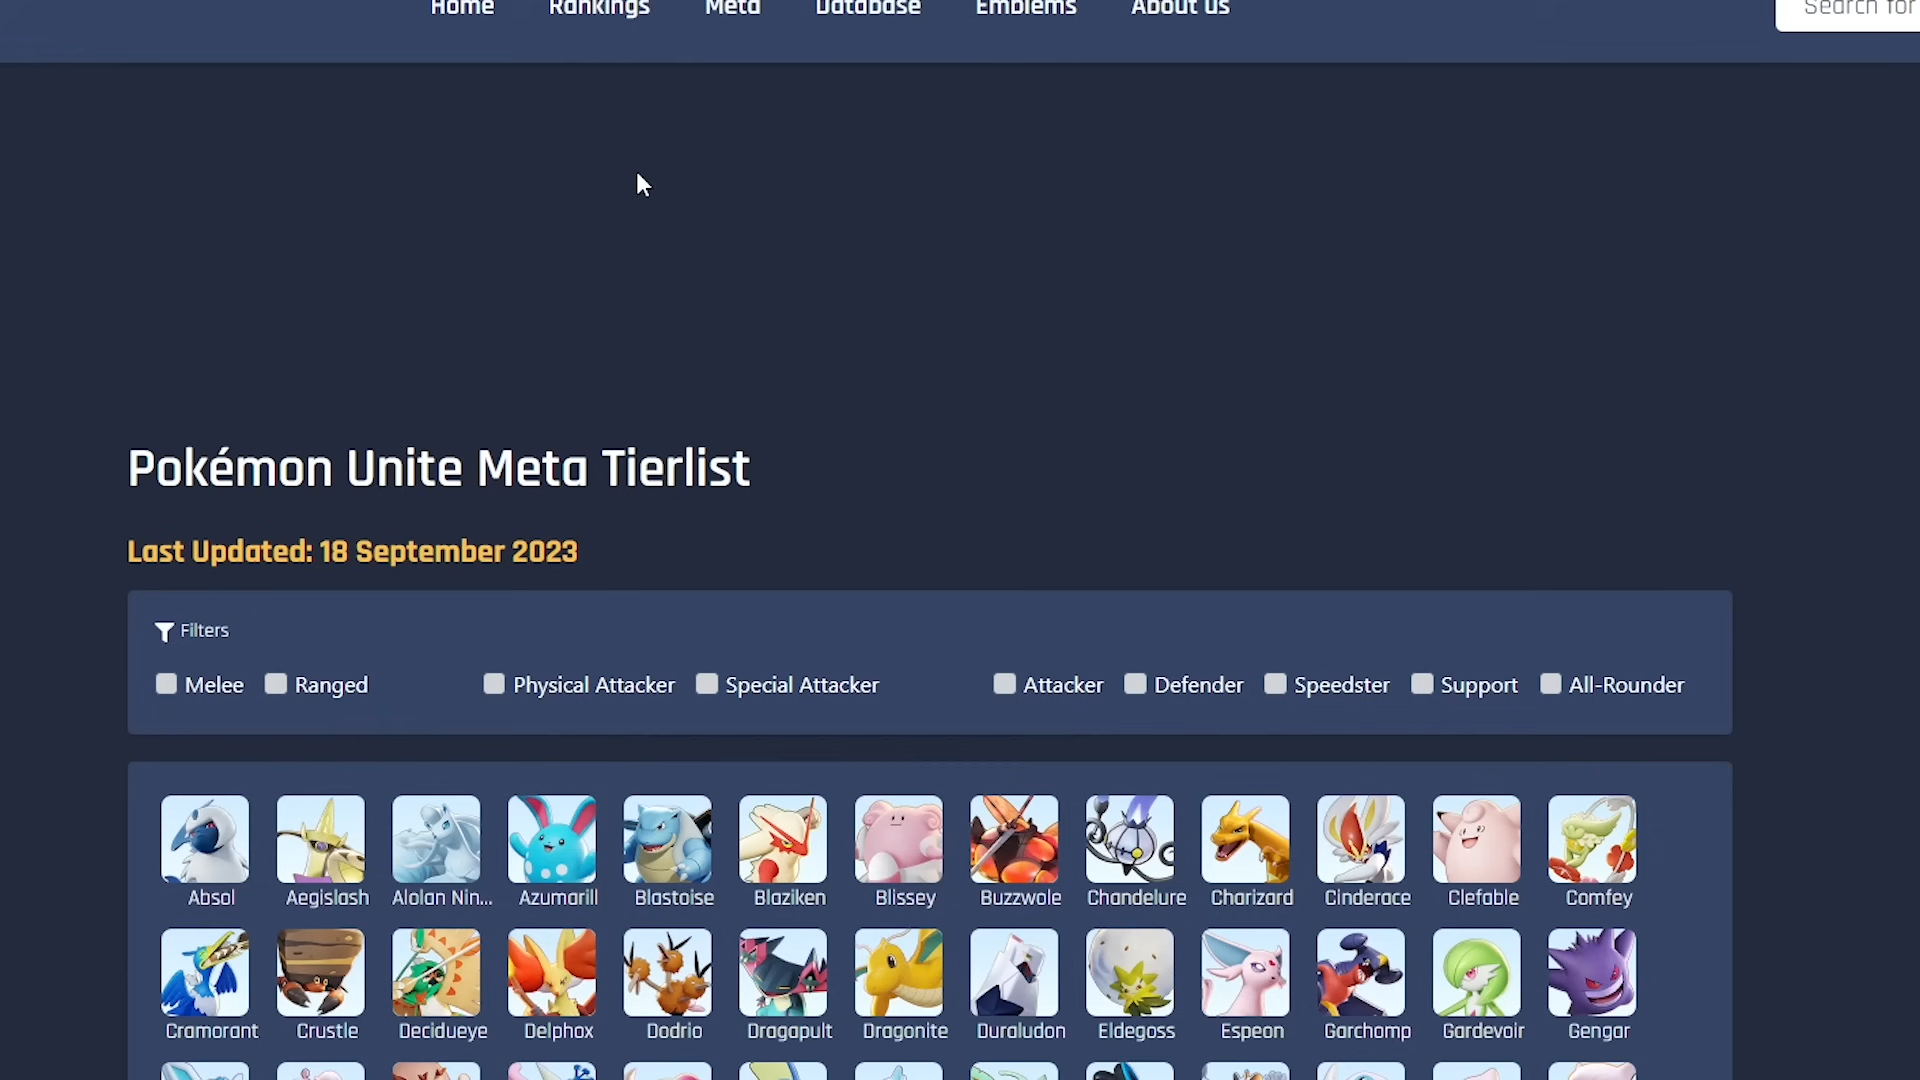 Home Rankings Meta Database Emblems About us Search for
Pokémon Unite Meta Tierlist
Last Updated: 18 September 2023
Filters
Melee Ranged Physical Attacker Special Attacker Attacker Defender Speedster Support All-Rounder
Absol Aegislash Alolan Nin... Azumarill Blastoise Blaziken Blissey Buzzwole Chandelure Charizard Cinderace Clefable Comfey
Cramorant Crustle Decidueye Delphox Dodrio Dragapult Dragonite Duraludon Eldegoss Espeon Garchomp Gardevoir Gengar